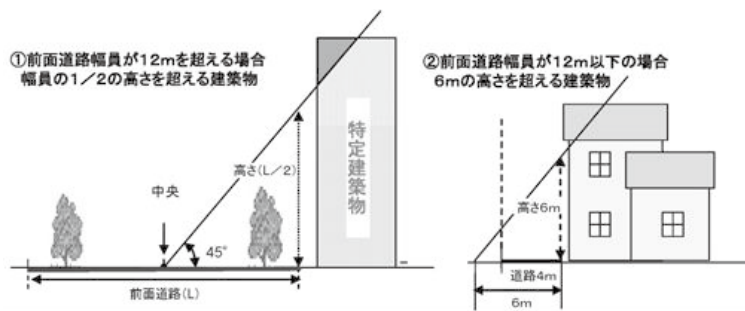 ①前面道路幅員が12mを超える場合
幅員の1/2の高さを超える建築物
高さ(L/2)
特定建築物
中央
45°
前面道路(L)
②前面道路幅員が12m以下の場合
6mの高さを超える建築物
高さ6m
道路4m
6m